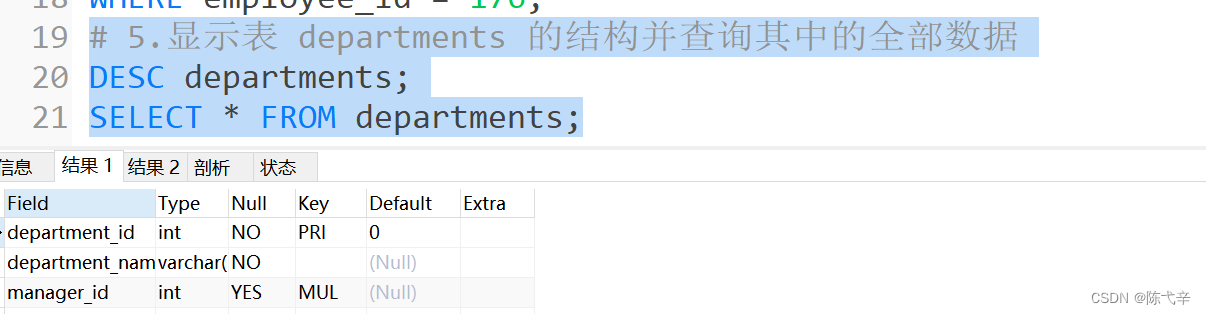 18 WHERE employee_id = 176;
19 # 5.显示表 departments 的结构并查询其中的全部数据
20 DESC departments;
21 SELECT * FROM departments;
信息 结果 1 结果 2 剖析 状态
Field Type Null Key Default Extra
department_id int NO PRI 0
department_nam varchar( NO (Null)
manager_id int YES MUL (Null)
CSDN @陈弋辛